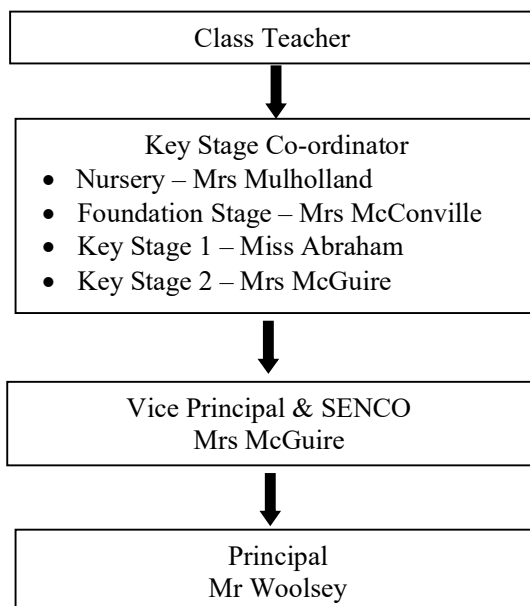 Class Teacher
Key Stage Co-ordinator
• Nursery – Mrs Mulholland
• Foundation Stage – Mrs McConville
• Key Stage 1 – Miss Abraham
• Key Stage 2 – Mrs McGuire
Vice Principal & SENCO
Mrs McGuire
Principal
Mr Woolsey